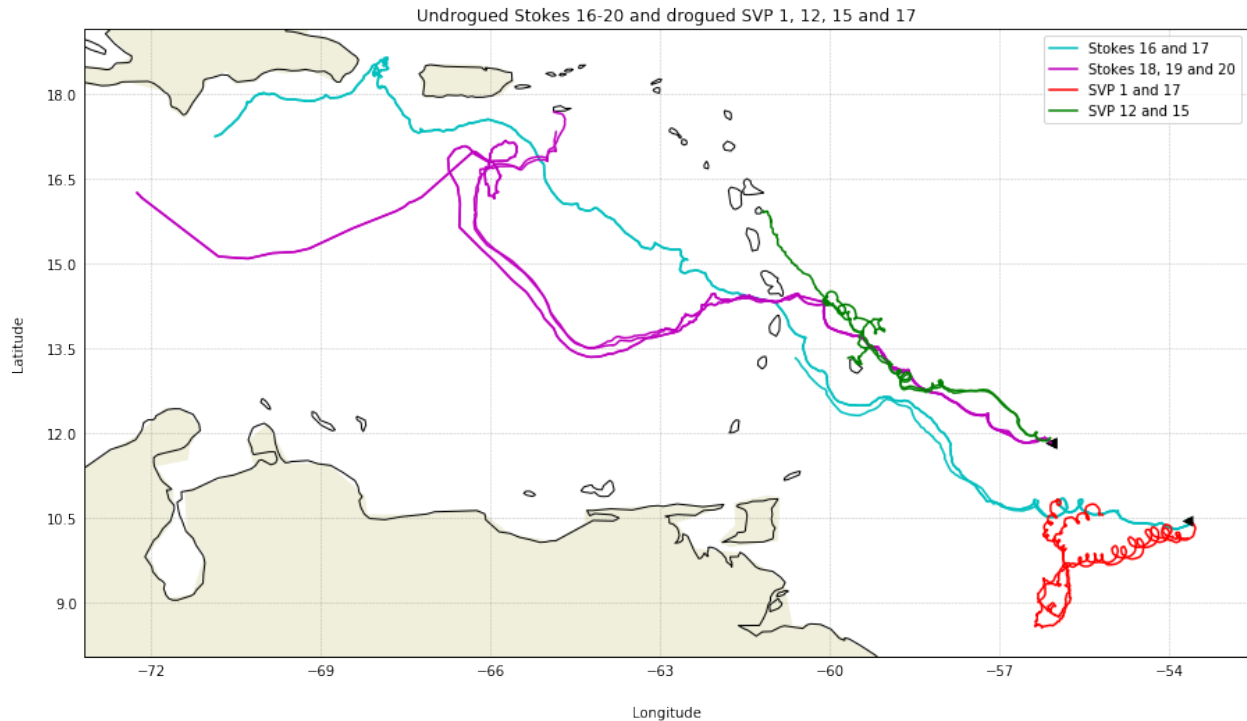 Undrogued Stokes 16-20 and drogued SVP 1, 12, 15 and 17
Stokes 16 and 17
Stokes 18, 19 and 20
SVP 1 and 17
SVP 12 and 15
18.0
16.5
15.0
13.5
12.0
10.5
9.0
Latitude
−72
−69
−66
−63
−60
−57
−54
Longitude